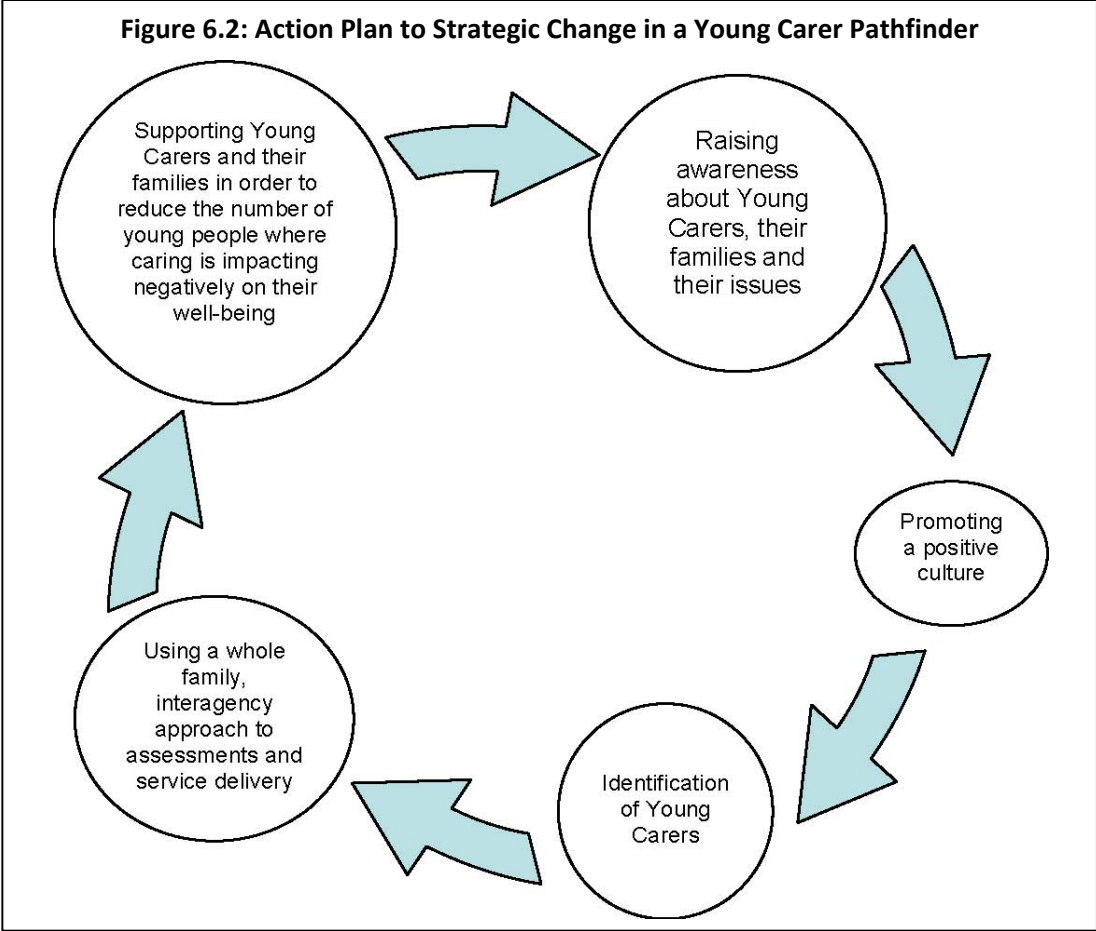 Figure 6.2: Action Plan to Strategic Change in a Young Carer Pathfinder
Supporting Young
Carers and their
families in order to
reduce the number of
young people where
caring is impacting
negatively on their
well-being
Raising
awareness
about Young
Carers, their
families and
their issues
Promoting
a positive
culture
Identification
of Young
Carers
Using a whole
family,
interagency
approach to
assessments and
service delivery